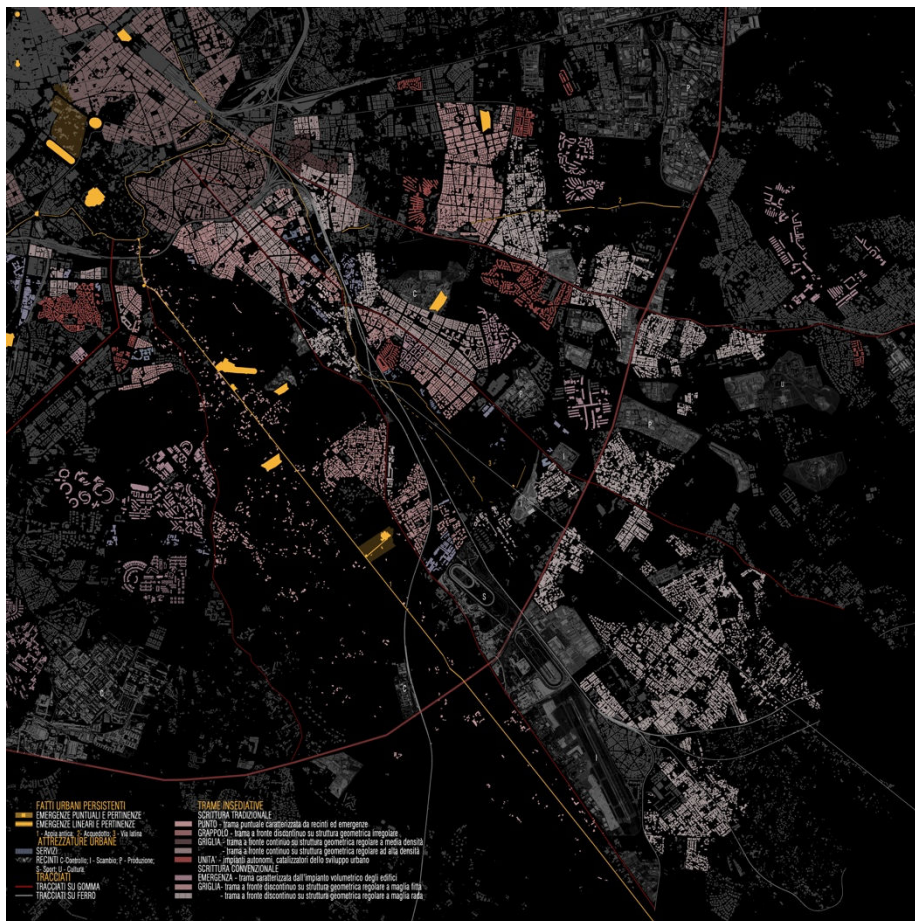 FATTI URBANI PERSISTENTI
EMERGENZE PUNTUALI E PERTINENZE
EMERGENZE LINEARI E PERTINENZE
1 - Appia antica; 2- Acquedotto; 3 - Via latina
ATTREZZATURE URBANE
SERVIZI
RECINTI C-Controllo; I - Scambio; P - Produzione;
S- Sport; U - Cultura;
TRACCIATI
TRACCIATI SU GOMMA
TRACCIATI SU FERRO
TRAME INSEDIATIVE
SCRITTURA TRADIZIONALE
PUNTO - trama puntuale caratterizzata da recinti ed emergenze
GRAPPOLO - trama a fronte discontinuo su struttura geometrica irregolare
GRIGLIA - trama a fronte continuo su struttura geometrica regolare a media densità
- trama a fronte continuo su struttura geometrica regolare ad alta densità
UNITA' - impianti autonomi, catalizzatori dello sviluppo urbano
SCRITTURA CONVENZIONALE
EMERGENZA - trama caratterizzata dall'impianto volumetrico degli edifici
GRIGLIA- trama a fronte discontinuo su struttura geometrica regolare a maglia fitta
- trama a fronte discontinuo su struttura geometrica regolare a maglia rada
2
C
U
P
3
3
S